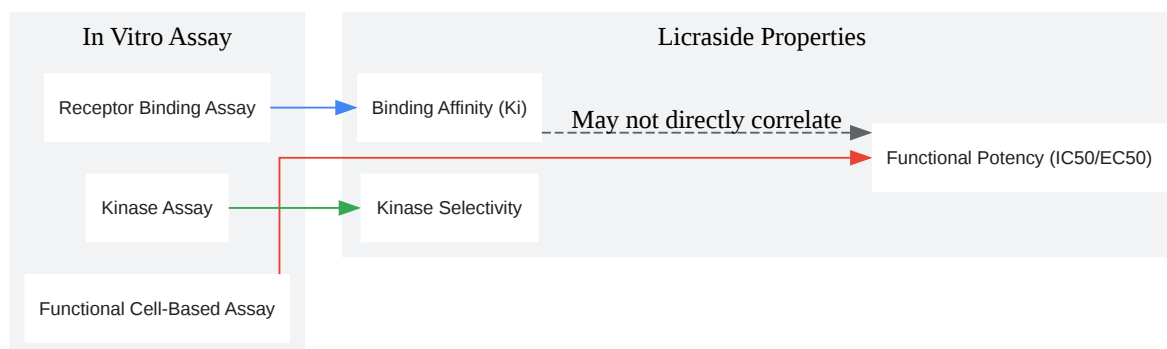 In Vitro Assay
Licraside Properties
Receptor Binding Assay
Binding Affinity (Ki)
May not directly correlate
Functional Potency (IC50/EC50)
Kinase Assay
Kinase Selectivity
Functional Cell-Based Assay